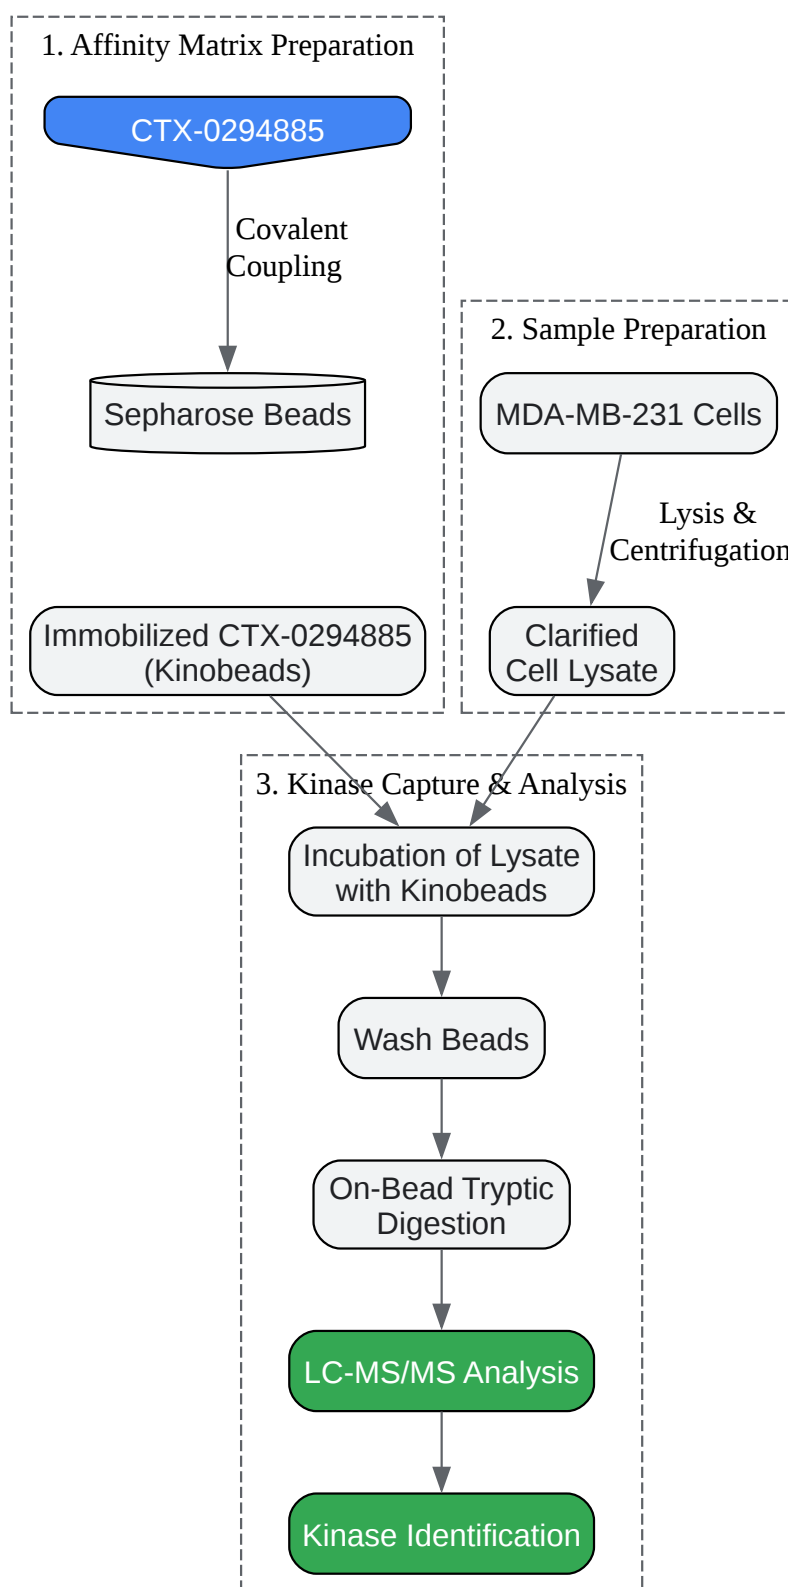 1. Affinity Matrix Preparation
CTX-0294885
Covalent
Coupling
Sepharose Beads
Immobilized CTX-0294885
(Kinobeads)
2. Sample Preparation
MDA-MB-231 Cells
Lysis &
Centrifugation
Clarified
Cell Lysate
3. Kinase Capture & Analysis
Incubation of Lysate
with Kinobeads
Wash Beads
On-Bead Tryptic
Digestion
LC-MS/MS Analysis
Kinase Identification